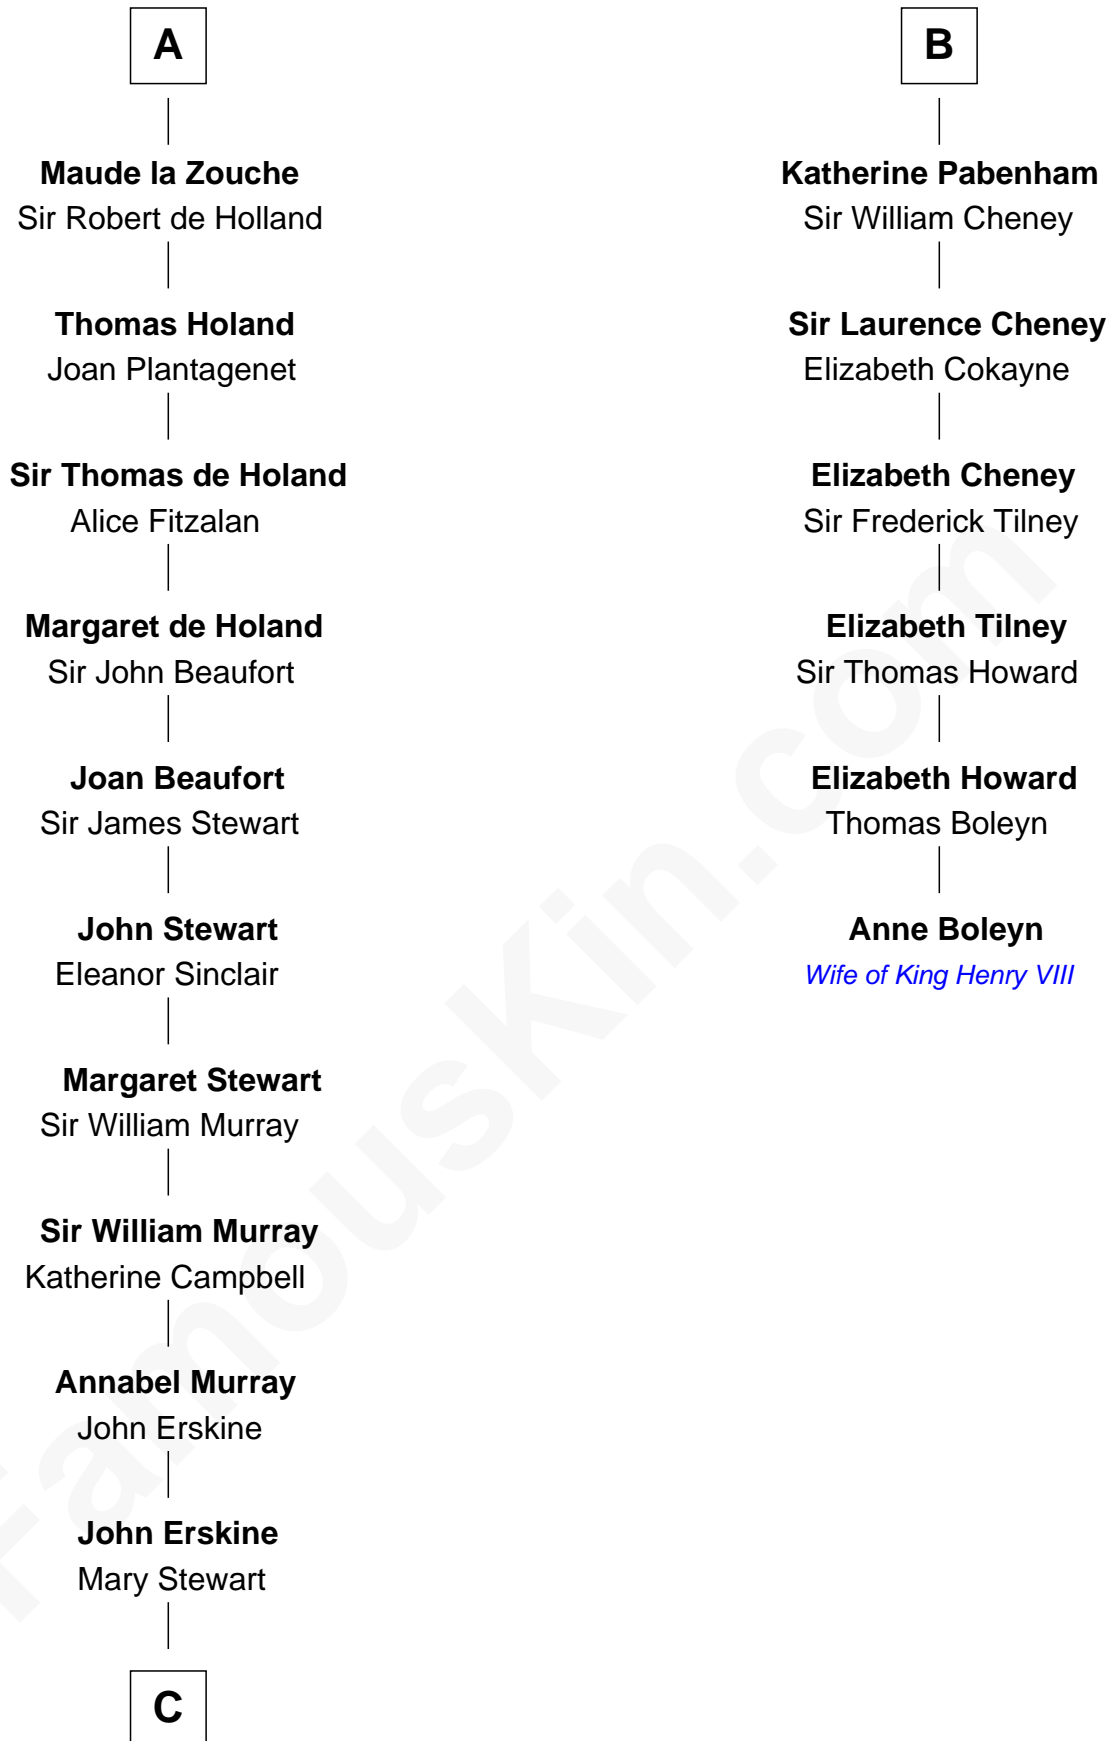 A
Maude la Zouche
Sir Robert de Holland
Thomas Holand
Joan Plantagenet
Sir Thomas de Holand
Alice Fitzalan
Margaret de Holand
Sir John Beaufort
Joan Beaufort
Sir James Stewart
John Stewart
Eleanor Sinclair
Margaret Stewart
Sir William Murray
Sir William Murray
Katherine Campbell
Annabel Murray
John Erskine
John Erskine
Mary Stewart
C
B
Katherine Pabenham
Sir William Cheney
Sir Laurence Cheney
Elizabeth Cokayne
Elizabeth Cheney
Sir Frederick Tilney
Elizabeth Tilney
Sir Thomas Howard
Elizabeth Howard
Thomas Boleyn
Anne Boleyn
Wife of King Henry VIII
FamousKin.com